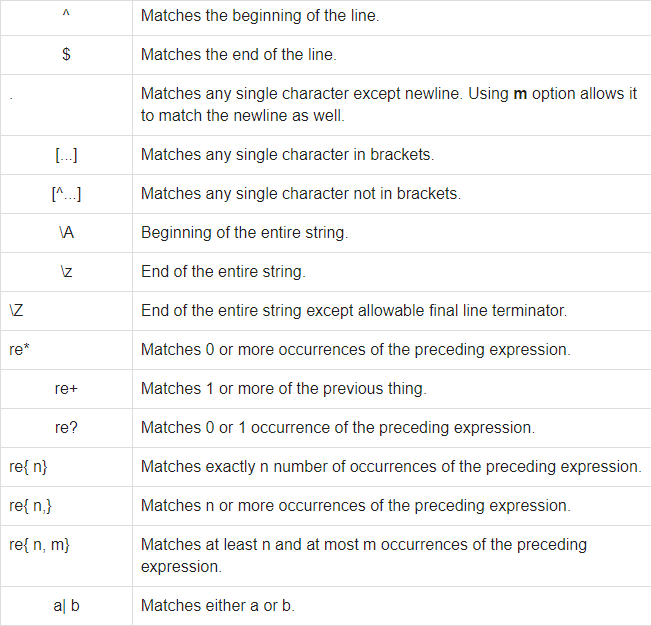 ^ Matches the beginning of the line.
$ Matches the end of the line.
. Matches any single character except newline. Using m option allows it
to match the newline as well.
[...] Matches any single character in brackets.
[^...] Matches any single character not in brackets.
\A Beginning of the entire string.
\z End of the entire string.
\Z End of the entire string except allowable final line terminator.
re* Matches 0 or more occurrences of the preceding expression.
re+ Matches 1 or more of the previous thing.
re? Matches 0 or 1 occurrence of the preceding expression.
re{ n} Matches exactly n number of occurrences of the preceding expression.
re{ n,} Matches n or more occurrences of the preceding expression.
re{ n, m} Matches at least n and at most m occurrences of the preceding
expression.
a| b Matches either a or b.